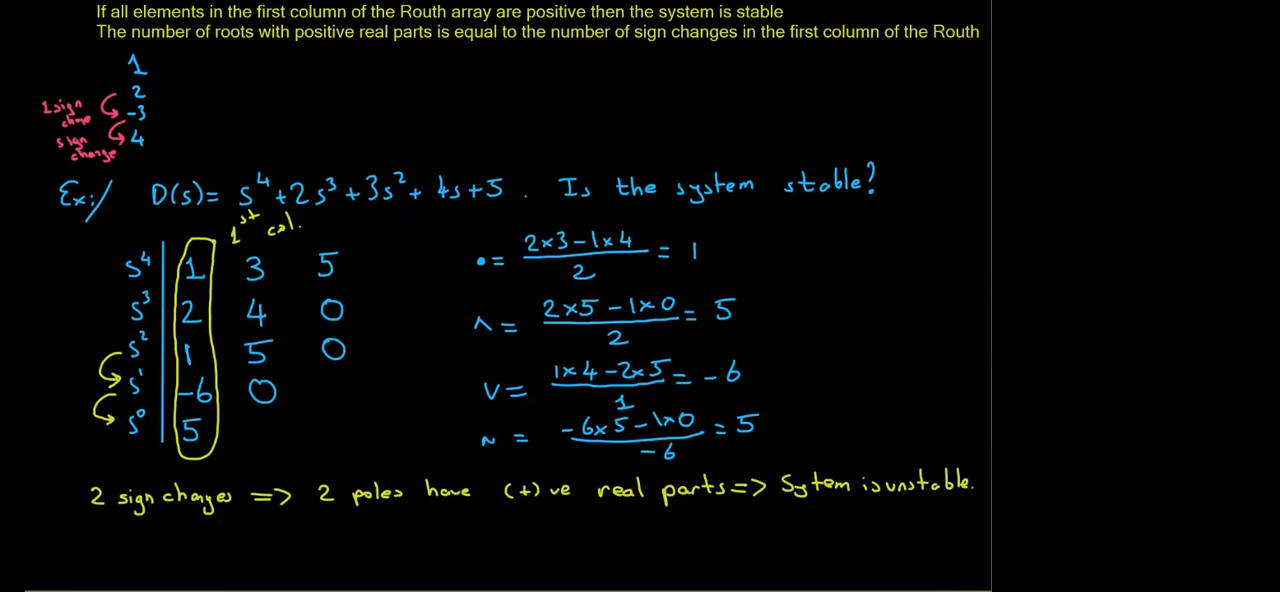 If all elements in the first column of the Routh array are positive then the system is stable
The number of roots with positive real parts is equal to the number of sign changes in the first column of the Routh
1
2
1 sign
-3
sign
4
change
Ex:/ D(s)= s⁴+2s³+3s²+4s+5. Is the system stable?
1st col.
s⁴ | 1 3 5
s³ | 2 4 0
s² | 1 5 0
s¹ | -6 0
s⁰ | 5
• = (2×3-1×4)/2 = 1
^ = (2×5-1×0)/2 = 5
v = (1×4-2×5)/1 = -6
~ = (-6×5-1×0)/-6 = 5
2 sign changes => 2 poles have (+)ve real parts => System is unstable.